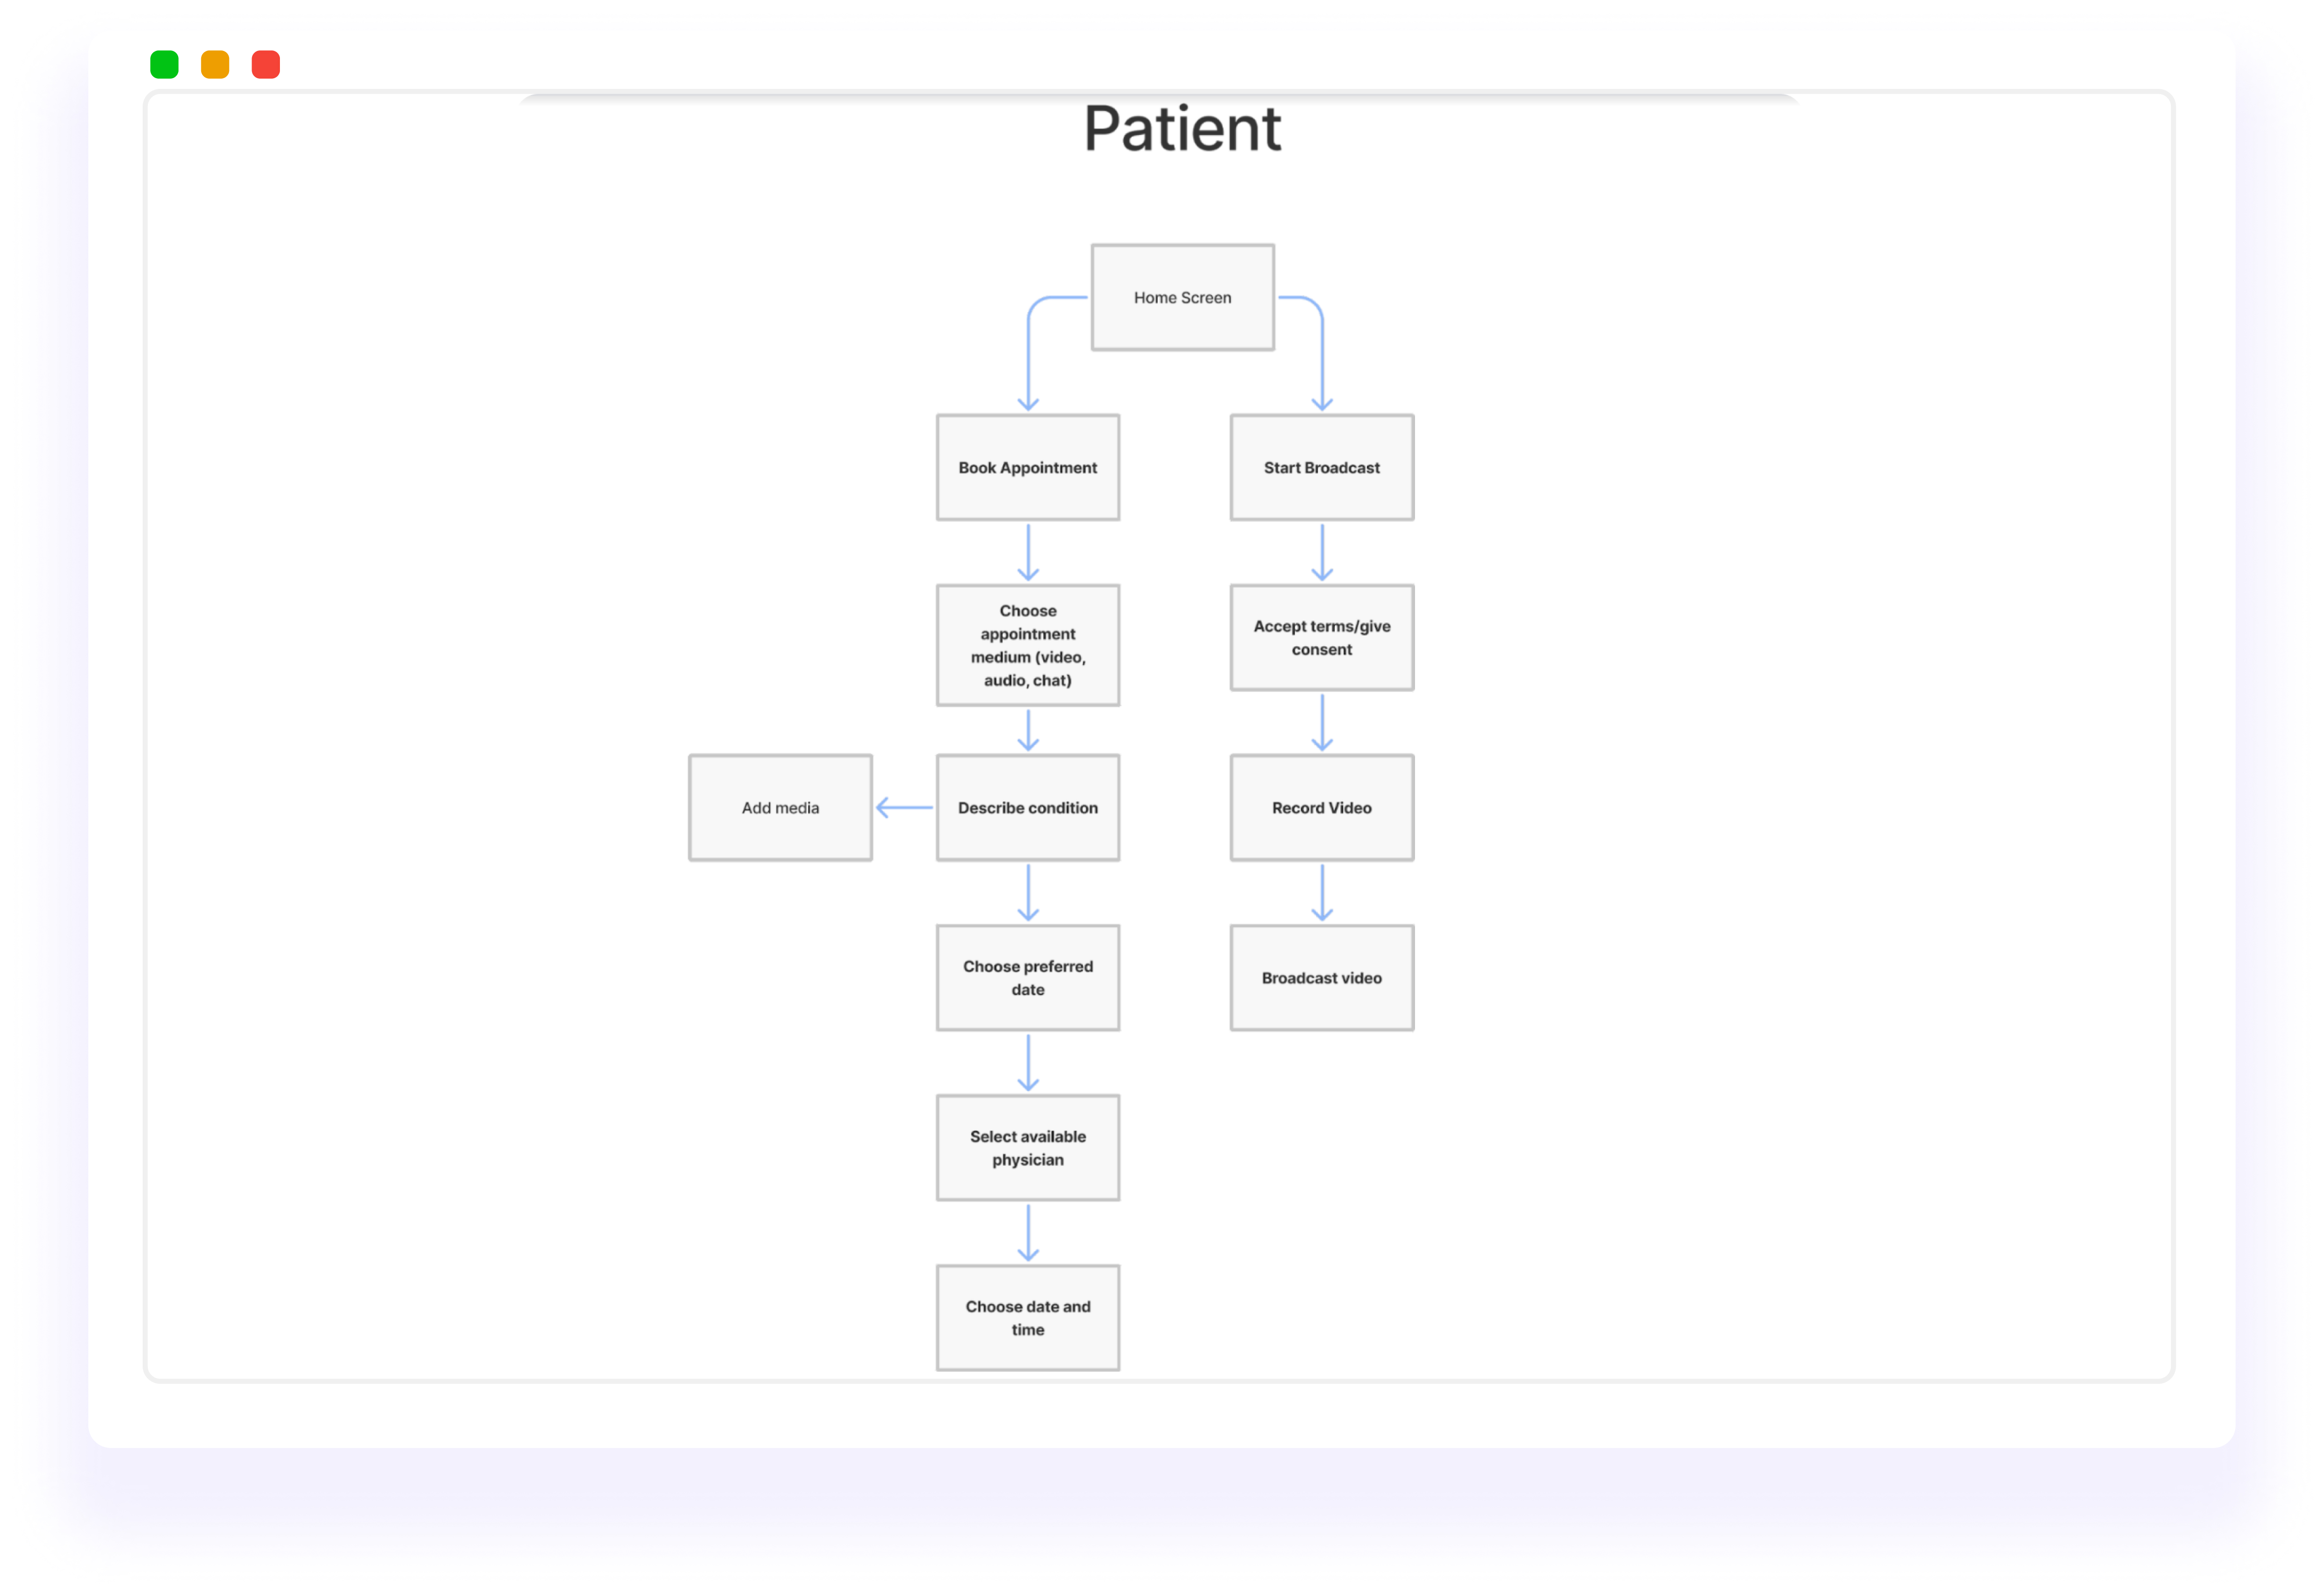 Patient
Home Screen
Book Appointment
Start Broadcast
Choose
appointment
medium (video,
audio, chat)
Accept terms/give
consent
Add media
Describe condition
Record Video
Choose preferred
date
Broadcast video
Select available
physician
Choose date and
time